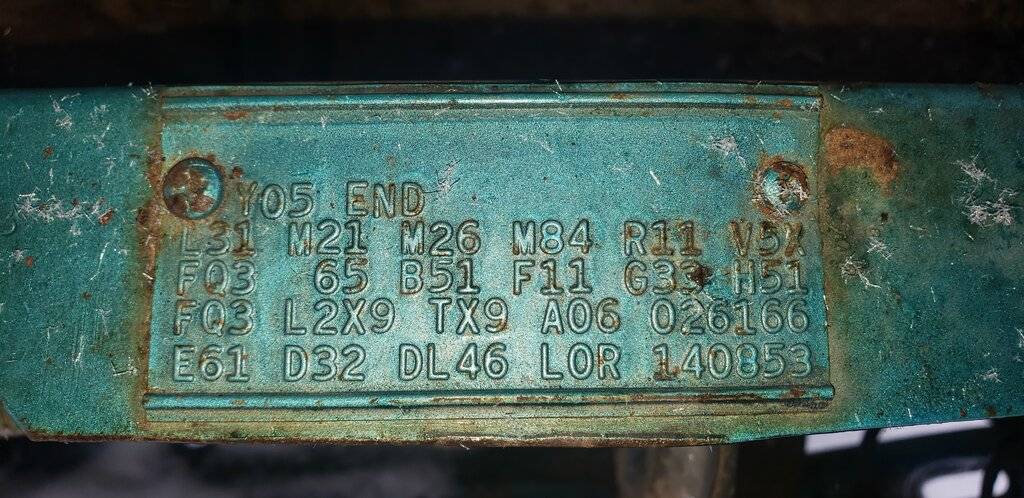 Y05 END
L31 M21 M26 M84 R11 V5X
FQ3 65 B51 F11 G33 H51
FQ3 L2X9 TX9 A06 026166
E61 D32 DL46 LOR 140853